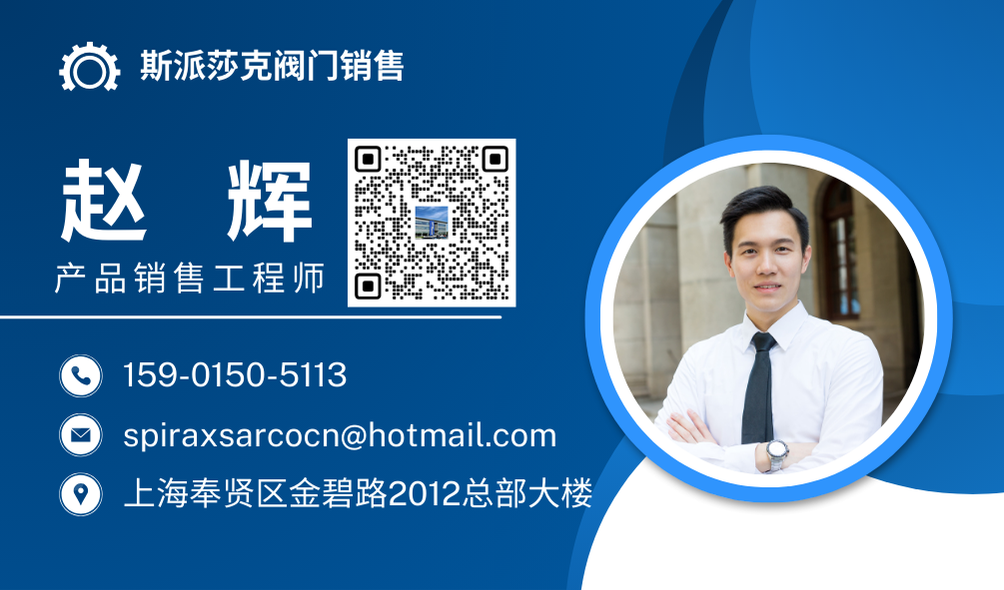 斯派莎克阀门销售
赵 辉
产品销售工程师
159-0150-5113
spiraxsarcocn@hotmail.com
上海奉贤区金碧路2012总部大楼